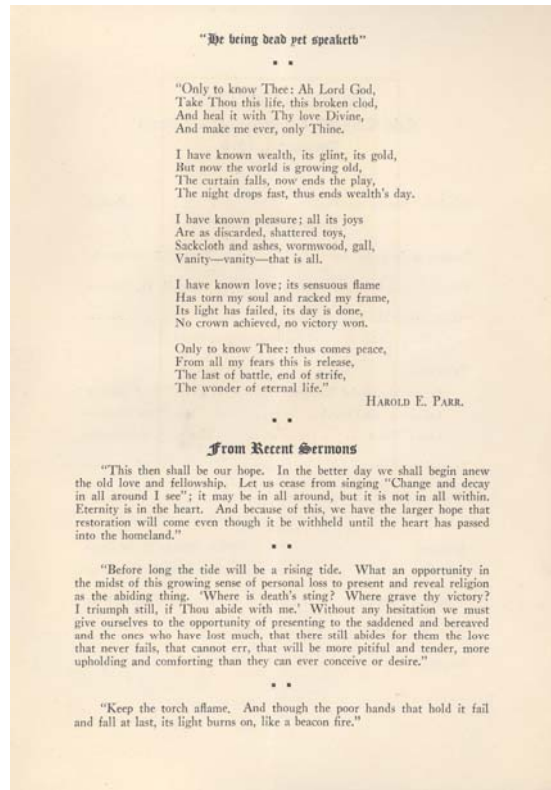 "He being dead yet speaketh"
"Only to know Thee: Ah Lord God,
Take Thou this life, this broken clod,
And heal it with Thy love Divine,
And make me ever, only Thine.
I have known wealth, its glint, its gold,
But now the world is growing old,
The curtain falls, now ends the play,
The night drops fast, thus ends wealth's day.
I have known pleasure; all its joys
Are as discarded, shattered toys,
Sackcloth and ashes, wormwood, gall,
Vanity—vanity—that is all.
I have known love; its sensuous flame
Has torn my soul and racked my frame,
Its light has failed, its day is done,
No crown achieved, no victory won.
Only to know Thee: thus comes peace,
From all my fears this is release,
The last of battle, end of strife,
The wonder of eternal life."
HAROLD E. PARR.
From Recent Sermons
"This then shall be our hope. In the better day we shall begin anew
the old love and fellowship. Let us cease from singing "Change and decay
in all around I see"; it may be in all around, but it is not in all within.
Eternity is in the heart. And because of this, we have the larger hope that
restoration will come even though it be withheld until the heart has passed
into the homeland."
"Before long the tide will be a rising tide. What an opportunity in
the midst of this growing sense of personal loss to present and reveal religion
as the abiding thing. 'Where is death's sting? Where grave thy victory?
I triumph still, if Thou abide with me.' Without any hesitation we must
give ourselves to the opportunity of presenting to the saddened and bereaved
and the ones who have lost much, that there still abides for them the love
that never fails, that cannot err, that will be more pitiful and tender, more
upholding and comforting than they can ever conceive or desire."
"Keep the torch aflame. And though the poor hands that hold it fail
and fall at last, its light burns on, like a beacon fire."